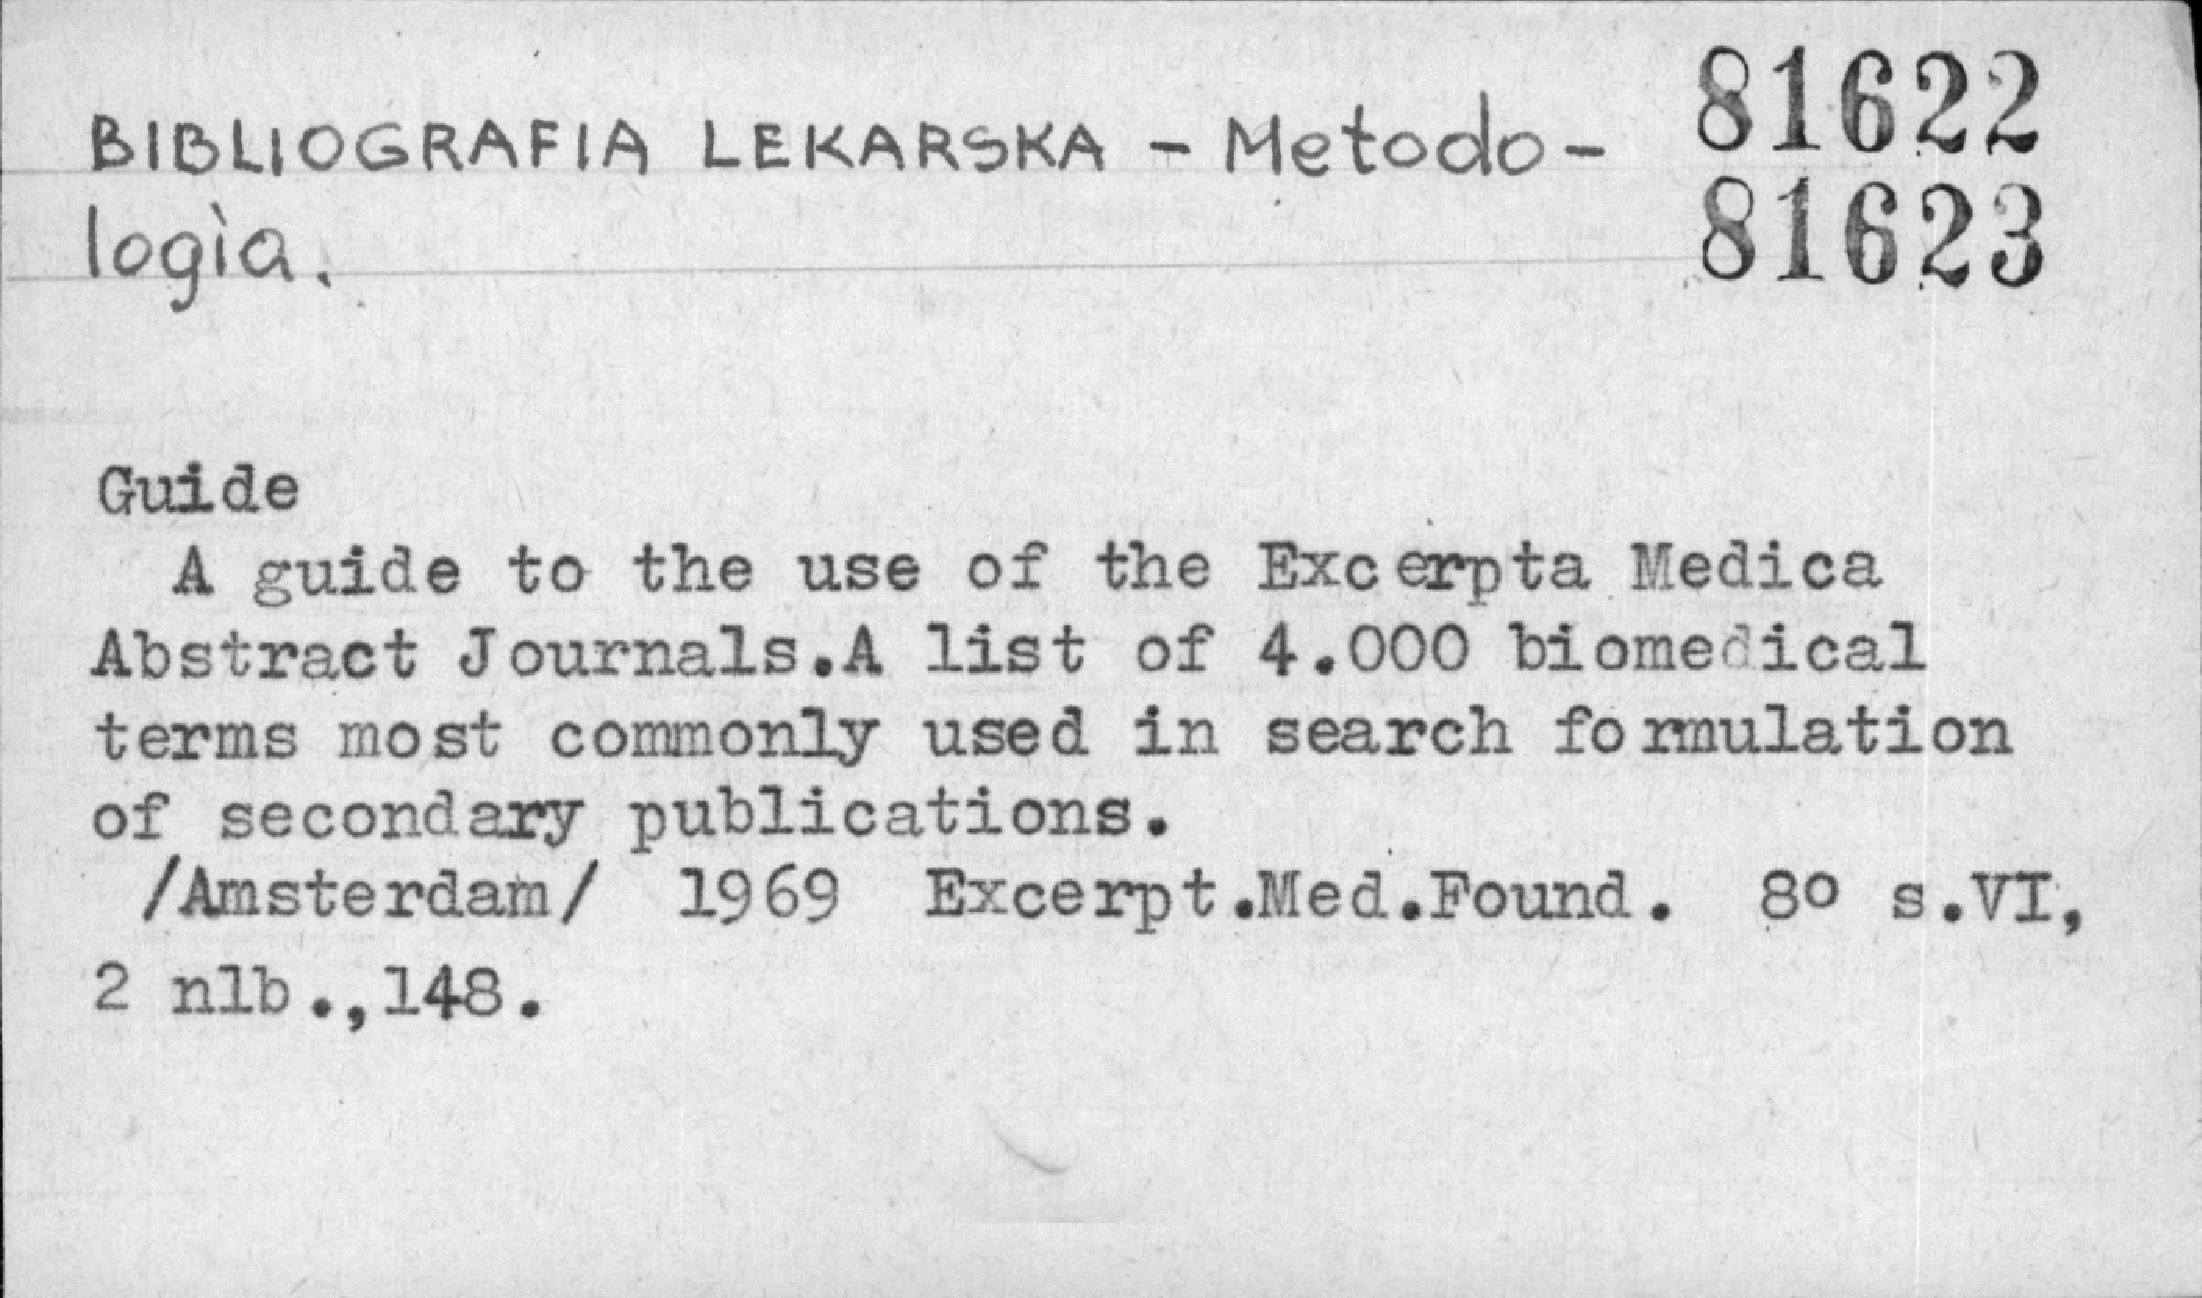 BIBLIOGRAFIA LEKARSKA - Metodo-
logia.
81622
81623
Guide
A guide to the use of the Excerpta Medica
Abstract Journals.A list of 4.000 biomedical
terms most commonly used in search formulation
of secondary publications.
/Amsterdam/ 1969 Excerpt.Med.Found. 8o s.VI,
2 nlb.,148.